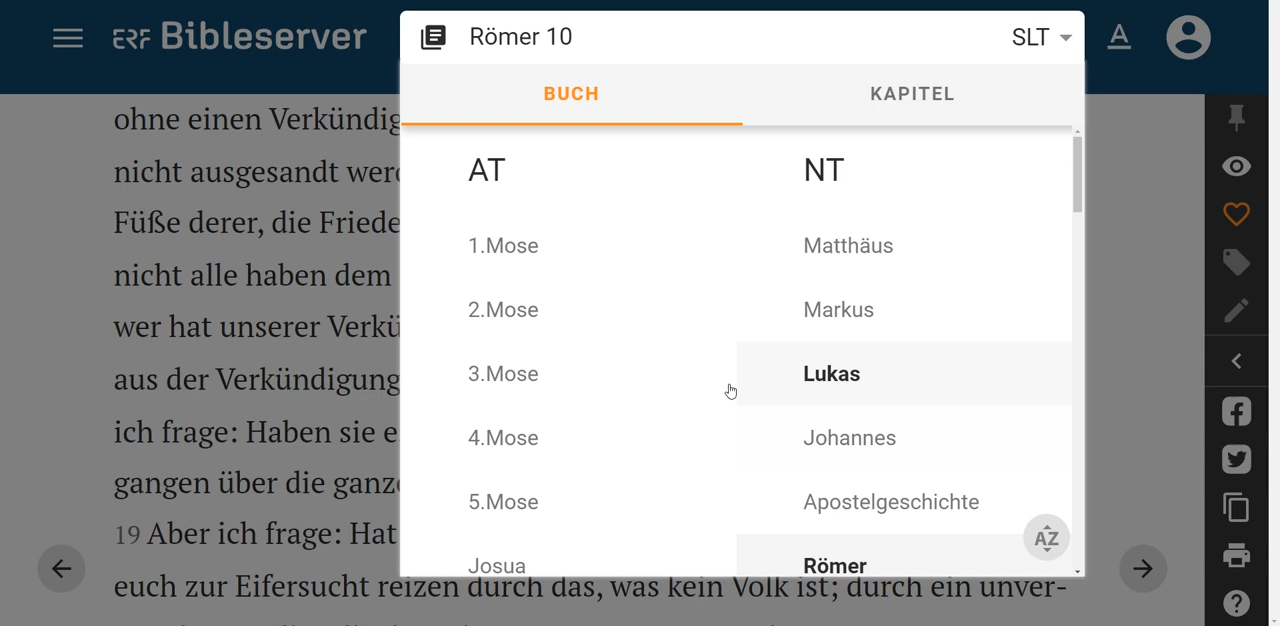 ERF Bibleserver
Römer 10
SLT
A
BUCH
KAPITEL
AT
NT
1.Mose
Matthäus
2.Mose
Markus
3.Mose
Lukas
4.Mose
Johannes
5.Mose
Apostelgeschichte
Josua
Römer
AZ
ohne einen Verkündig
nicht ausgesandt werd
Füße derer, die Friede
nicht alle haben dem
wer hat unserer Verkü
aus der Verkündigung
ich frage: Haben sie e
gangen über die ganz
19 Aber ich frage: Hat
euch zur Eifersucht reizen durch das, was kein Volk ist; durch ein unver-